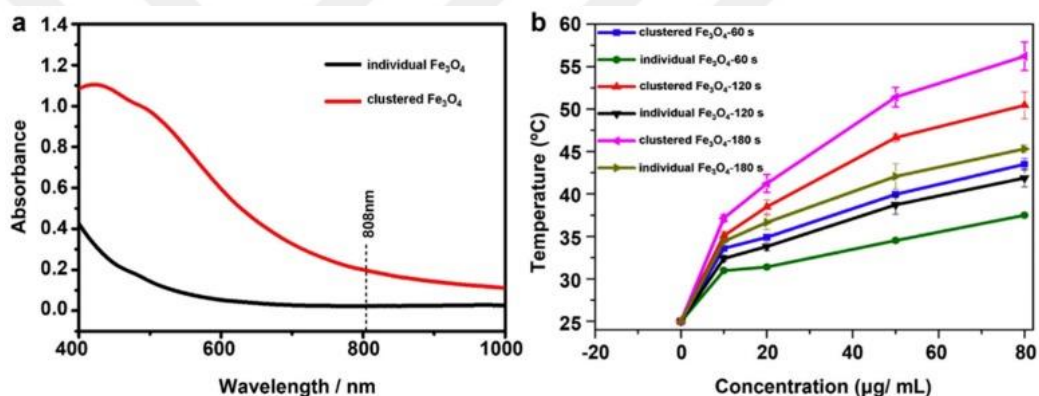 a
1.4
1.2
1.0
0.8
0.6
0.4
0.2
0.0
Absorbance
individual Fe₃O₄
clustered Fe₃O₄
808nm
400
600
800
1000
Wavelength / nm
b
60
55
50
45
40
35
30
25
Temperature (ºC)
clustered Fe₃O₄-60 s
individual Fe₃O₄-60 s
clustered Fe₃O₄-120 s
individual Fe₃O₄-120 s
clustered Fe₃O₄-180 s
individual Fe₃O₄-180 s
-20
0
20
40
60
80
Concentration (µg/ mL)